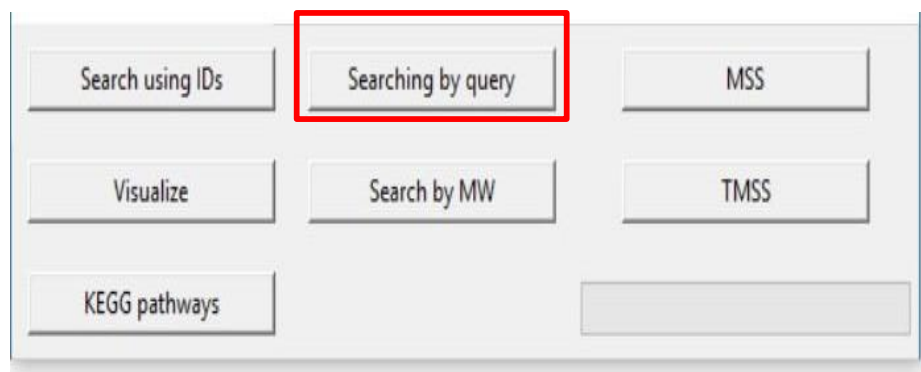 Search using IDs
Searching by query
MSS
Visualize
Search by MW
TMSS
KEGG pathways